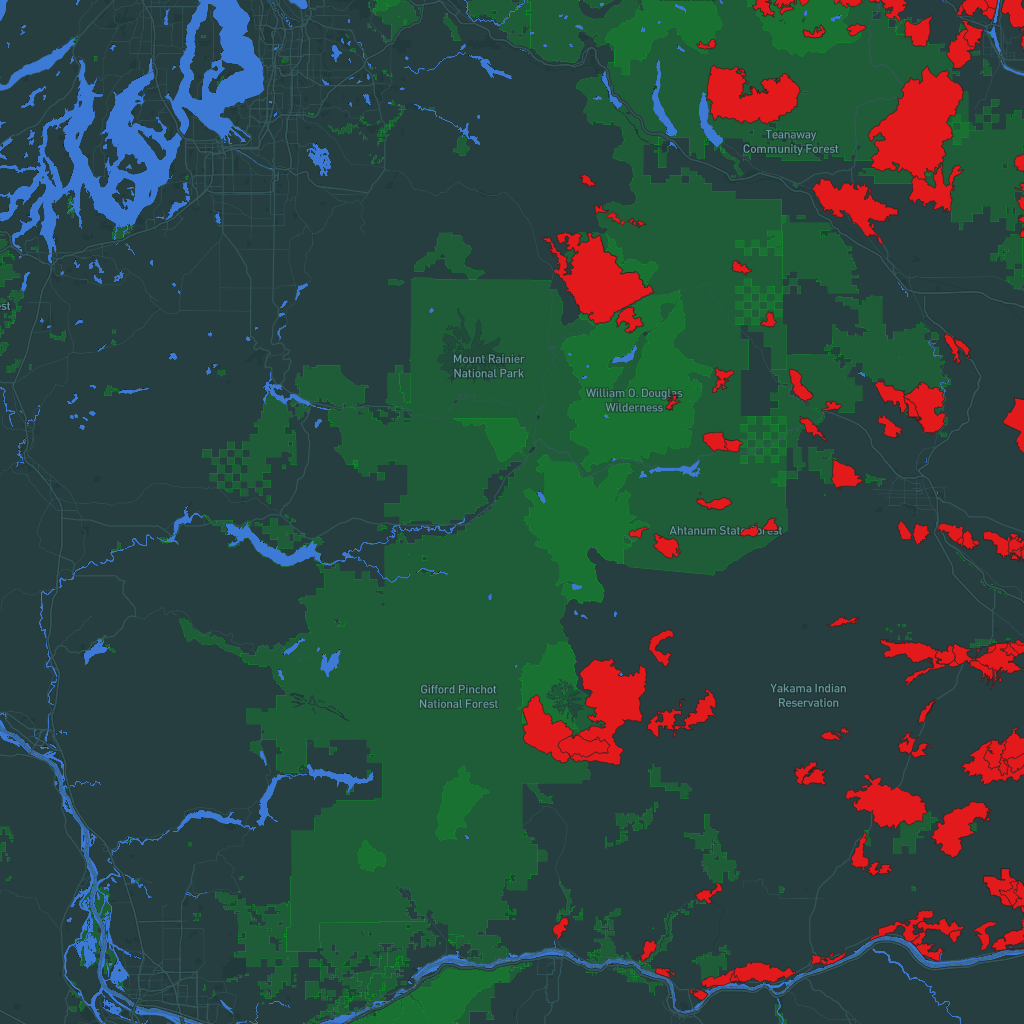 Teanaway
Community Forest
est
Mount Rainier
National Park
William O. Douglas
Wilderness
Ahtanum State Forest
Gifford Pinchot
National Forest
Yakama Indian
Reservation